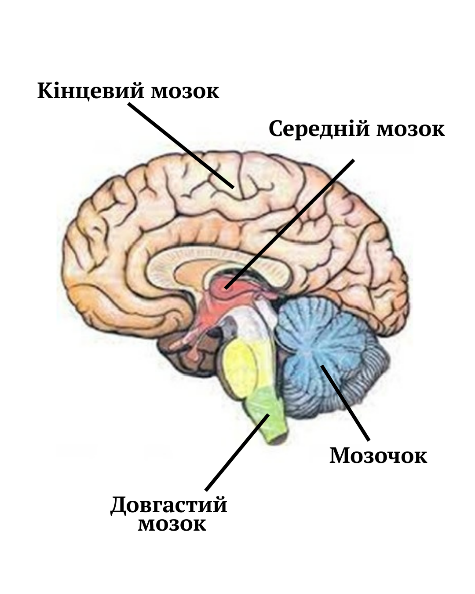 Кінцевий мозок
Середній мозок
Мозочок
Довгастий
мозок